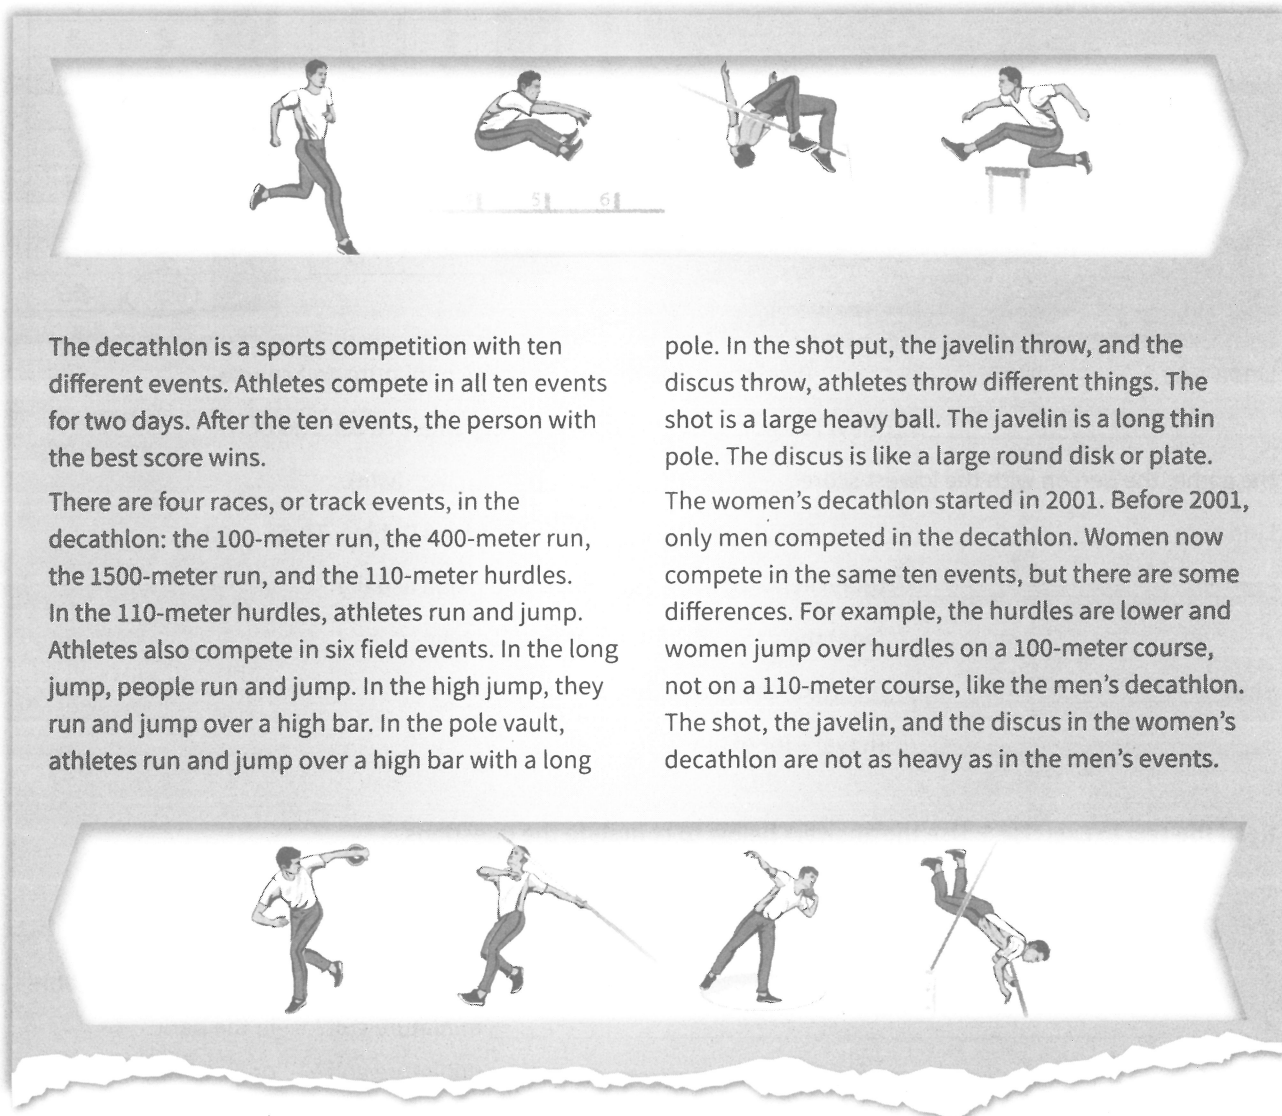 5 6
The decathlon is a sports competition with ten
different events. Athletes compete in all ten events
for two days. After the ten events, the person with
the best score wins.
There are four races, or track events, in the
decathlon: the 100-meter run, the 400-meter run,
the 1500-meter run, and the 110-meter hurdles.
In the 110-meter hurdles, athletes run and jump.
Athletes also compete in six field events. In the long
jump, people run and jump. In the high jump, they
run and jump over a high bar. In the pole vault,
athletes run and jump over a high bar with a long
pole. In the shot put, the javelin throw, and the
discus throw, athletes throw different things. The
shot is a large heavy ball. The javelin is a long thin
pole. The discus is like a large round disk or plate.
The women's decathlon started in 2001. Before 2001,
only men competed in the decathlon. Women now
compete in the same ten events, but there are some
differences. For example, the hurdles are lower and
women jump over hurdles on a 100-meter course,
not on a 110-meter course, like the men's decathlon.
The shot, the javelin, and the discus in the women's
decathlon are not as heavy as in the men's events.